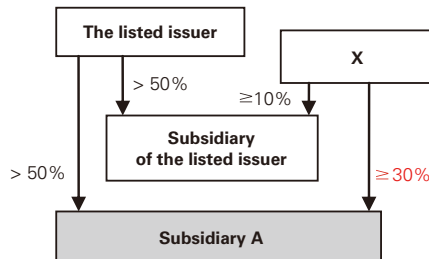 The listed issuer
X
> 50%
≧10%
Subsidiary
of the listed issuer
> 50%
≧30%
Subsidiary A